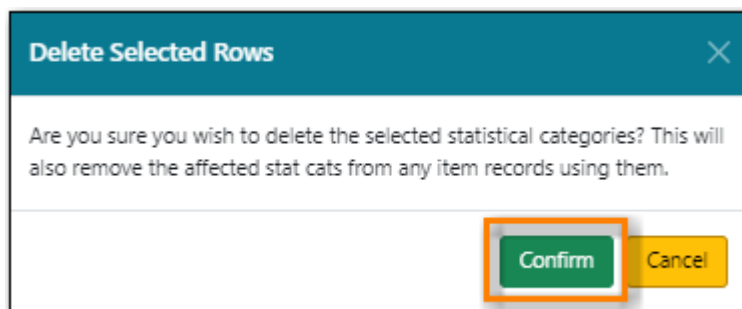 Delete Selected Rows
Are you sure you wish to delete the selected statistical categories? This will
also remove the affected stat cats from any item records using them.
Confirm Cancel